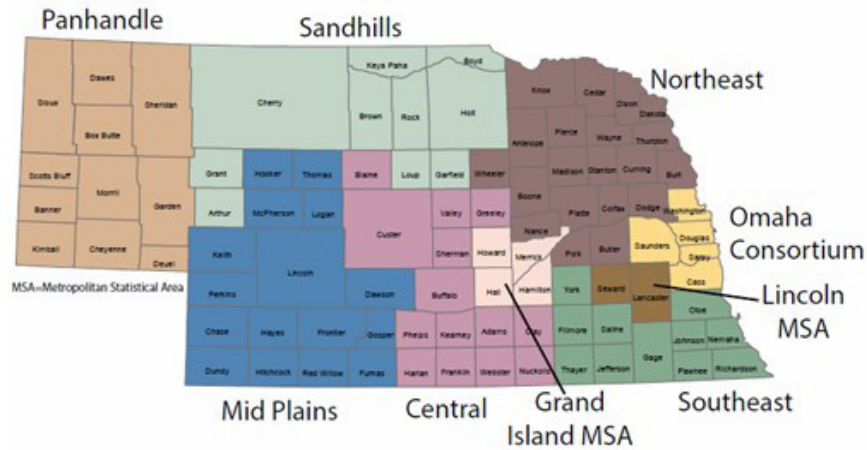 Panhandle
Sandhills
Northeast
Omaha
Consortium
Lincoln
MSA
Southeast
Grand
Island MSA
Central
Mid Plains
MSA=Metropolitan Statistical Area
Sioux
Dawes
Sheridan
Box Butte
Scotts Bluff
Banner
Morrill
Garden
Kimball
Cheyenne
Deuel
Cherry
Keya Paha
Boyd
Brown
Rock
Holt
Grant
Arthur
Loup
Garfield
Hooker
Thomas
McPherson
Logan
Keith
Lincoln
Perkins
Dawson
Chase
Hayes
Frontier
Gosper
Dundy
Hitchcock
Red Willow
Furnas
Blaine
Custer
Valley
Greeley
Sherman
Buffalo
Phelps
Kearney
Adams
Clay
Harlan
Franklin
Webster
Nuckolls
Howard
Merrick
Hall
Hamilton
Knox
Cedar
Dixon
Dakota
Antelope
Pierce
Wayne
Thurston
Wheeler
Madison
Stanton
Cuming
Burt
Boone
Platte
Colfax
Dodge
Nance
Polk
Butler
Washington
Saunders
Douglas
Sarpy
Cass
Seward
Lancaster
York
Otoe
Fillmore
Saline
Johnson
Nemaha
Gage
Thayer
Jefferson
Pawnee
Richardson